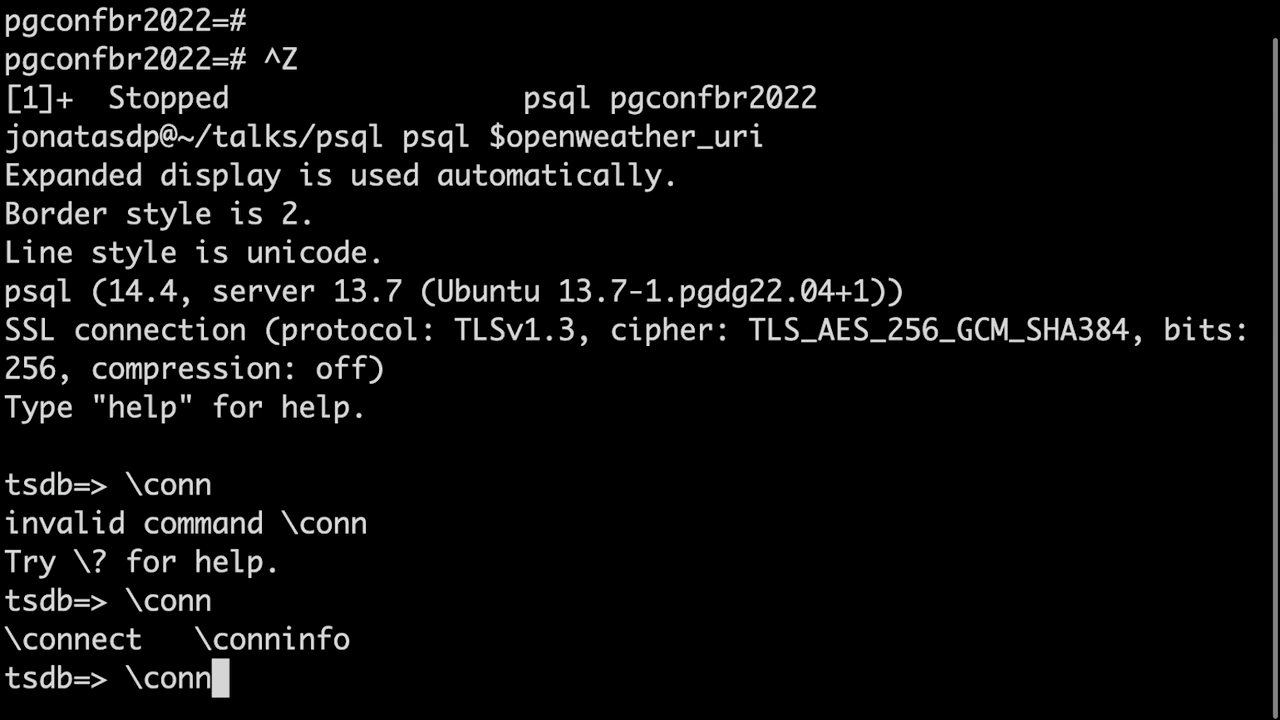 pgconfbr2022=#
pgconfbr2022=# ^Z
[1]+  Stopped                 psql pgconfbr2022
jonatasdp@~/talks/psql psql $openweather_uri
Expanded display is used automatically.
Border style is 2.
Line style is unicode.
psql (14.4, server 13.7 (Ubuntu 13.7-1.pgdg22.04+1))
SSL connection (protocol: TLSv1.3, cipher: TLS_AES_256_GCM_SHA384, bits:
256, compression: off)
Type "help" for help.
tsdb=> \conn
invalid command \conn
Try \? for help.
tsdb=> \conn
\connect   \conninfo
tsdb=> \conn